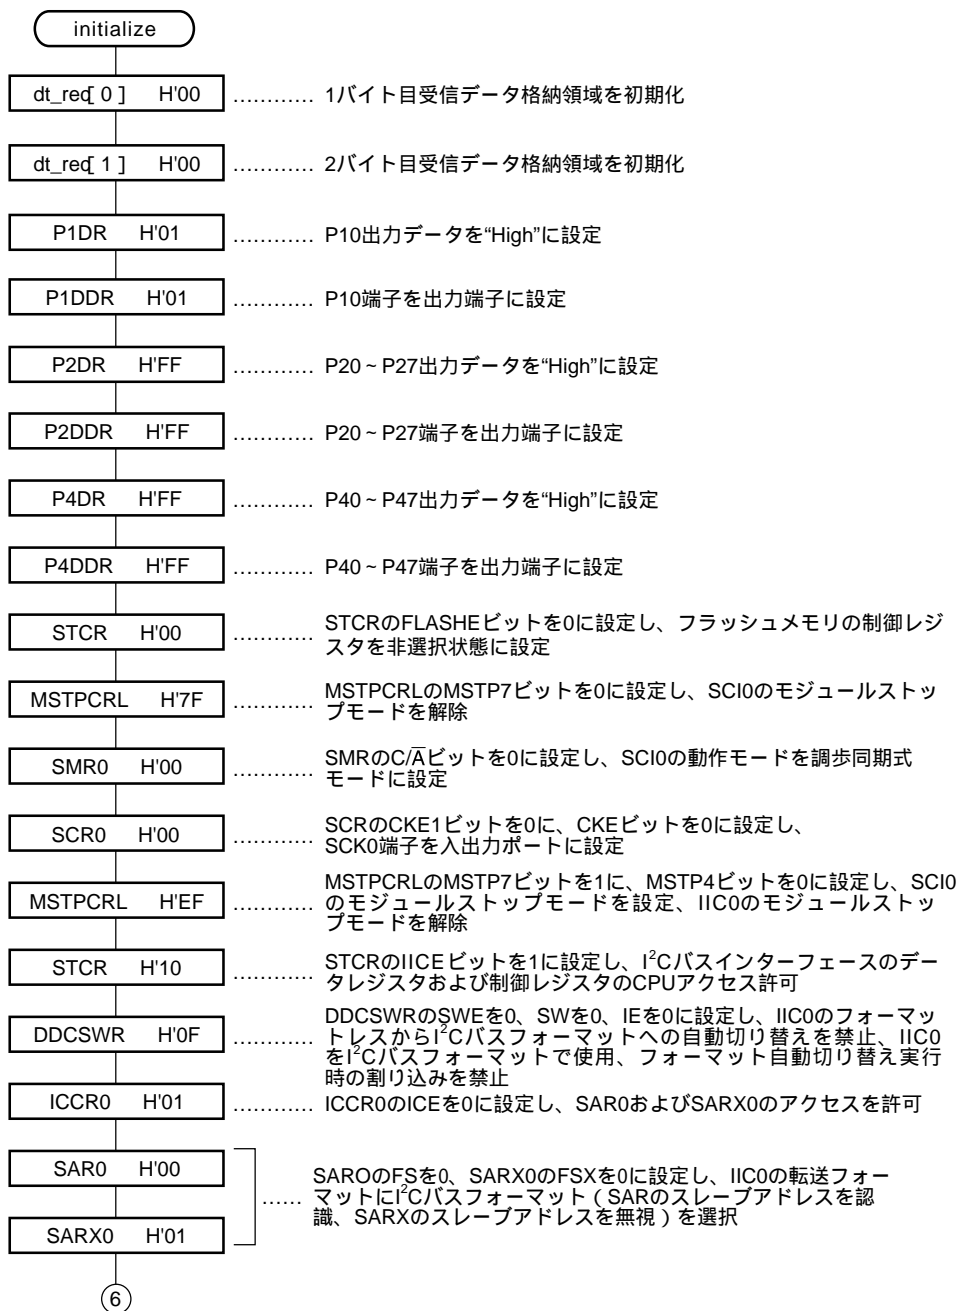 initialize
dt_rec[ 0 ] H'00 ………… 1バイト目受信データ格納領域を初期化
dt_rec[ 1 ] H'00 ………… 2バイト目受信データ格納領域を初期化
P1DR H'01 ………… P10出力データを“High”に設定
P1DDR H'01 ………… P10端子を出力端子に設定
P2DR H'FF ………… P20~P27出力データを“High”に設定
P2DDR H'FF ………… P20~P27端子を出力端子に設定
P4DR H'FF ………… P40~P47出力データを“High”に設定
P4DDR H'FF ………… P40~P47端子を出力端子に設定
STCR H'00 ………… STCRのFLASHEビットを0に設定し、フラッシュメモリの制御レジ
スタを非選択状態に設定
MSTPCRL H'7F ………… MSTPCRLのMSTP7ビットを0に設定し、SCI0のモジュールストッ
プモードを解除
SMR0 H'00 ………… SMRのC/A̅ビットを0に設定し、SCI0の動作モードを調歩同期式
モードに設定
SCR0 H'00 ………… SCRのCKE1ビットを0に、CKEビットを0に設定し、
SCK0端子を入出力ポートに設定
MSTPCRL H'EF ………… MSTPCRLのMSTP7ビットを1に、MSTP4ビットを0に設定し、SCI0
のモジュールストップモードを設定、IIC0のモジュールストッ
プモードを解除
STCR H'10 ………… STCRのIICEビットを1に設定し、I²Cバスインターフェースのデー
タレジスタおよび制御レジスタのCPUアクセス許可
DDCSWR H'0F ………… DDCSWRのSWEを0、SWを0、IEを0に設定し、IIC0のフォーマッ
トレスからI²Cバスフォーマットへの自動切り替えを禁止、IIC0
をI²Cバスフォーマットで使用、フォーマット自動切り替え実行
時の割り込みを禁止
ICCR0 H'01 ………… ICCR0のICEを0に設定し、SAR0およびSARX0のアクセスを許可
SAR0 H'00
SARX0 H'01
…… SAROのFSを0、SARX0のFSXを0に設定し、IIC0の転送フォー
マットにI²Cバスフォーマット(SARのスレーブアドレスを認
識、SARXのスレーブアドレスを無視)を選択
6